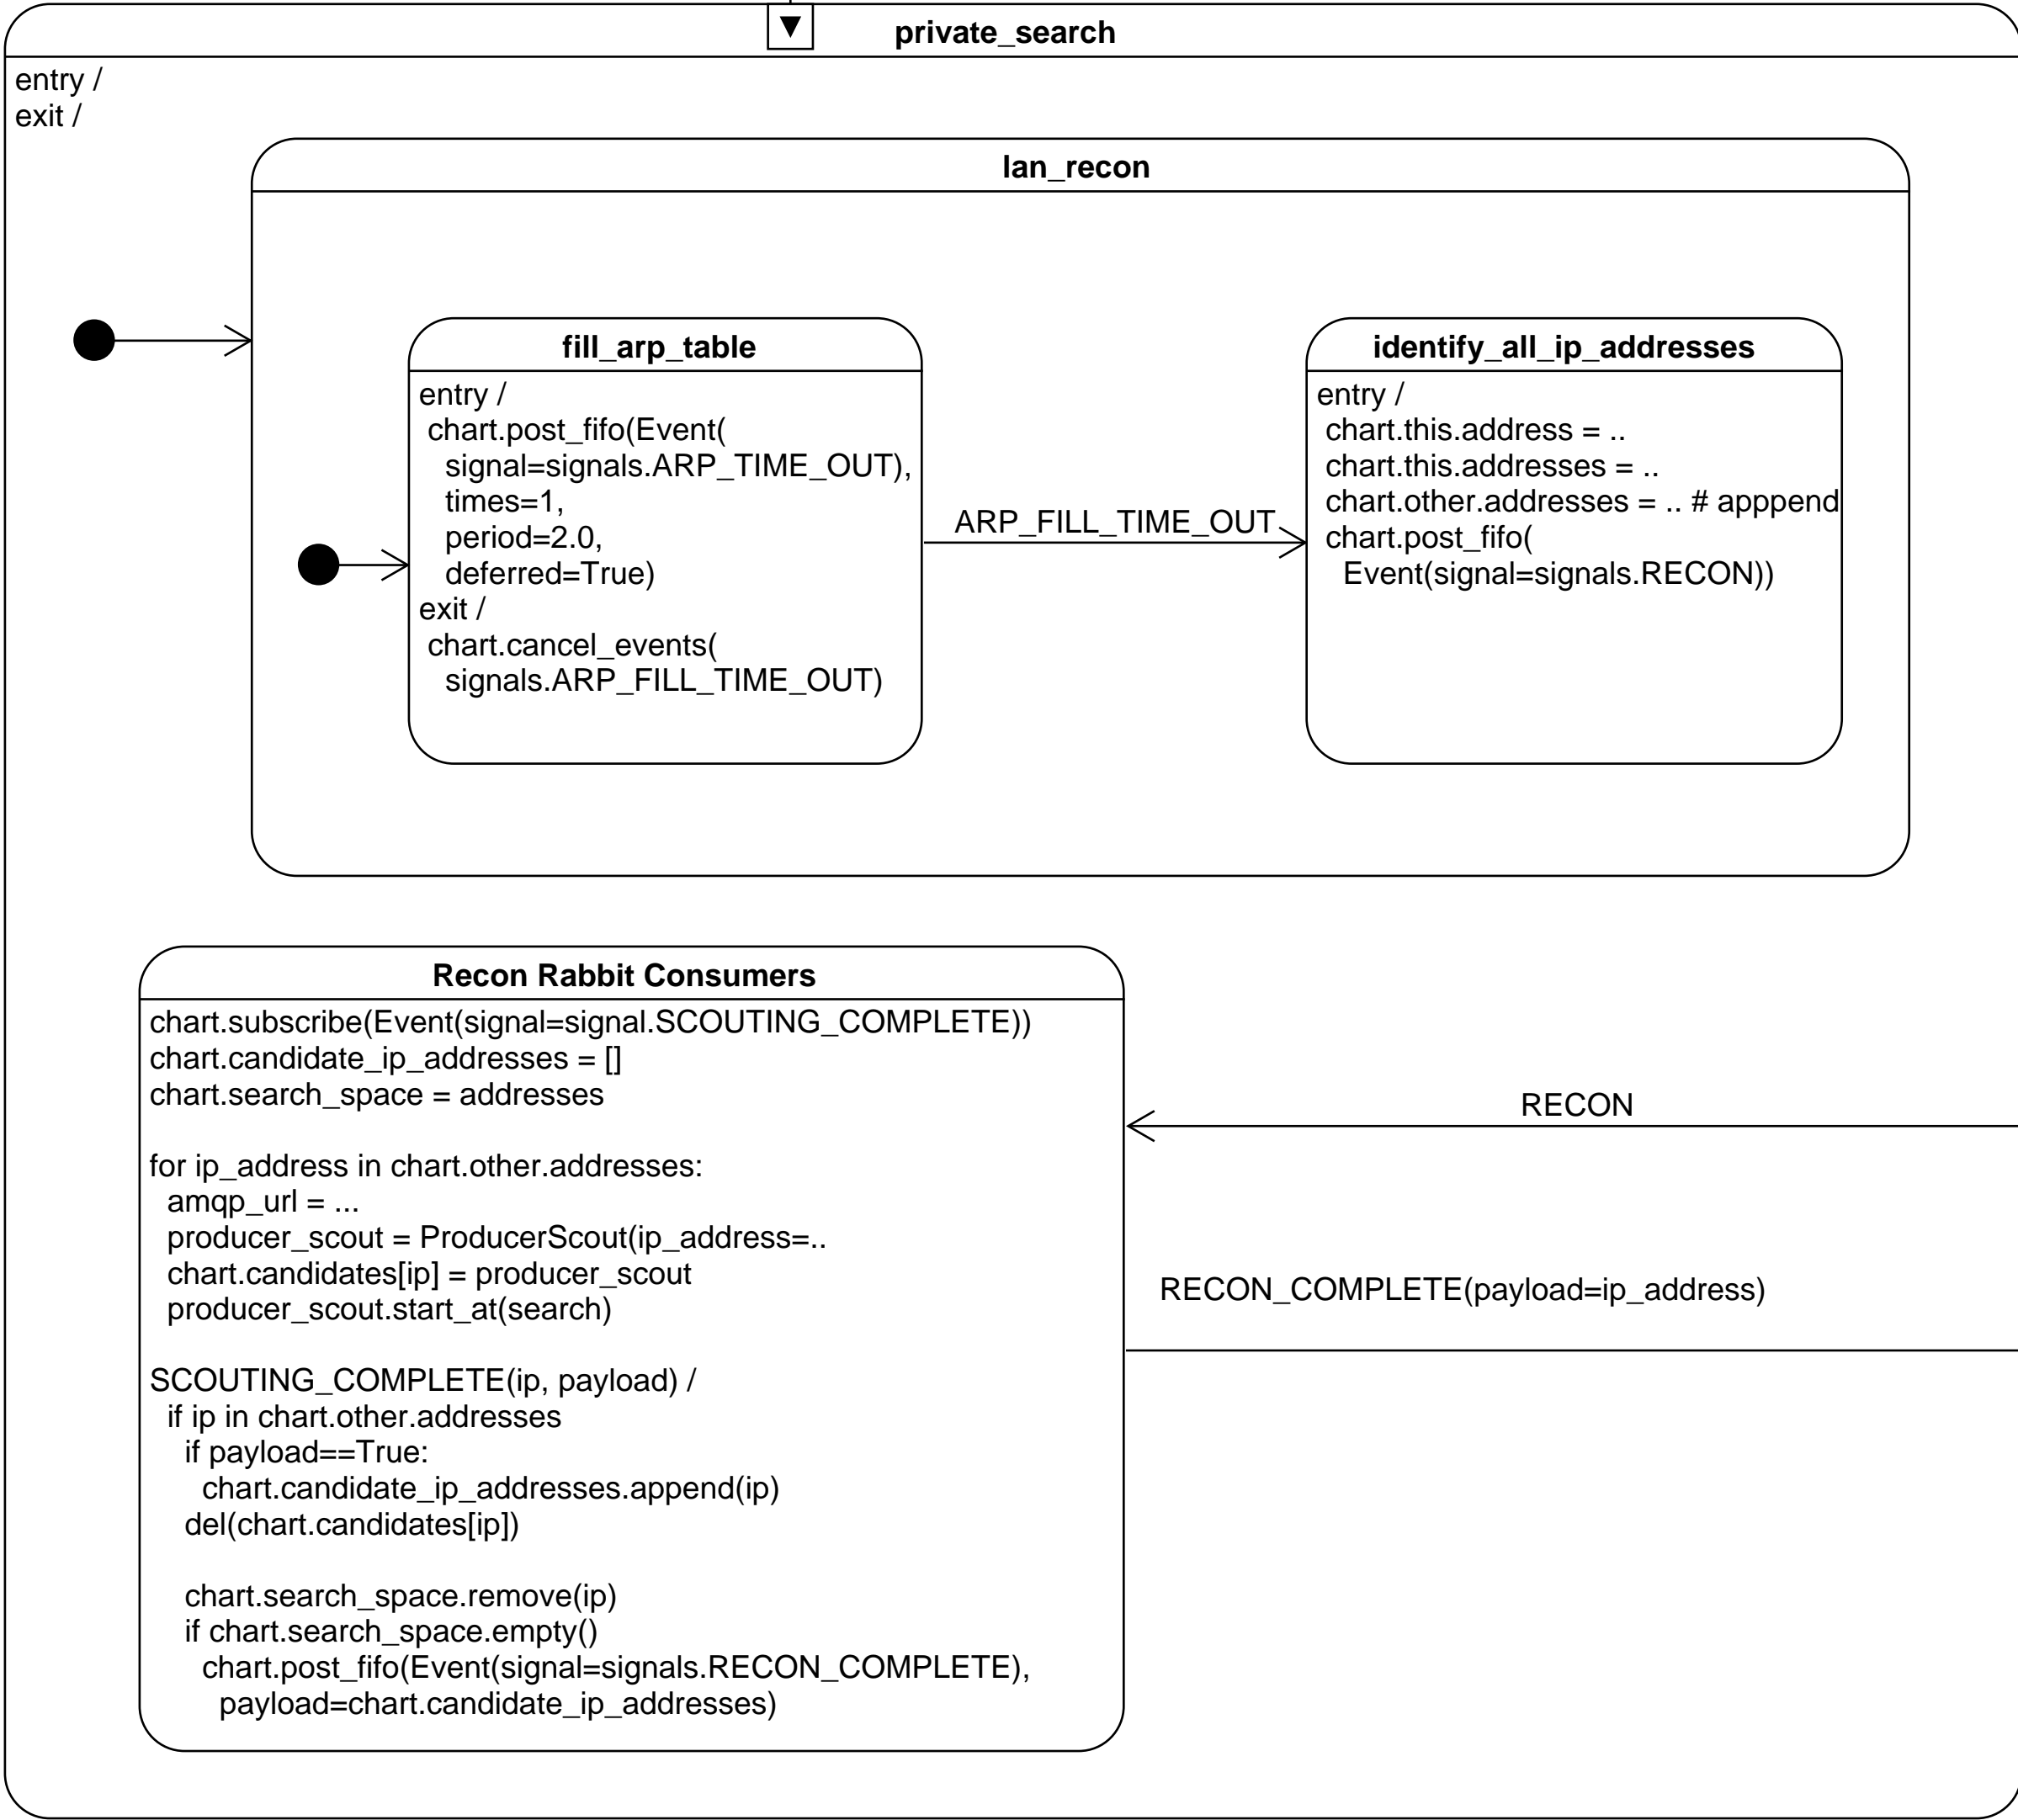 private_search
entry /
exit /
lan_recon
fill_arp_table
entry /
chart.post_fifo(Event(
signal=signals.ARP_TIME_OUT),
times=1,
period=2.0,
deferred=True)
exit /
chart.cancel_events(
signals.ARP_FILL_TIME_OUT)
ARP_FILL_TIME_OUT
identify_all_ip_addresses
entry /
chart.this.address = ..
chart.this.addresses = ..
chart.other.addresses = .. # apppend
chart.post_fifo(
Event(signal=signals.RECON))
Recon Rabbit Consumers
chart.subscribe(Event(signal=signal.SCOUTING_COMPLETE))
chart.candidate_ip_addresses = []
chart.search_space = addresses
for ip_address in chart.other.addresses:
amqp_url = ...
producer_scout = ProducerScout(ip_address=..
chart.candidates[ip] = producer_scout
producer_scout.start_at(search)
SCOUTING_COMPLETE(ip, payload) /
if ip in chart.other.addresses
if payload==True:
chart.candidate_ip_addresses.append(ip)
del(chart.candidates[ip])
chart.search_space.remove(ip)
if chart.search_space.empty()
chart.post_fifo(Event(signal=signals.RECON_COMPLETE),
payload=chart.candidate_ip_addresses)
RECON
RECON_COMPLETE(payload=ip_address)